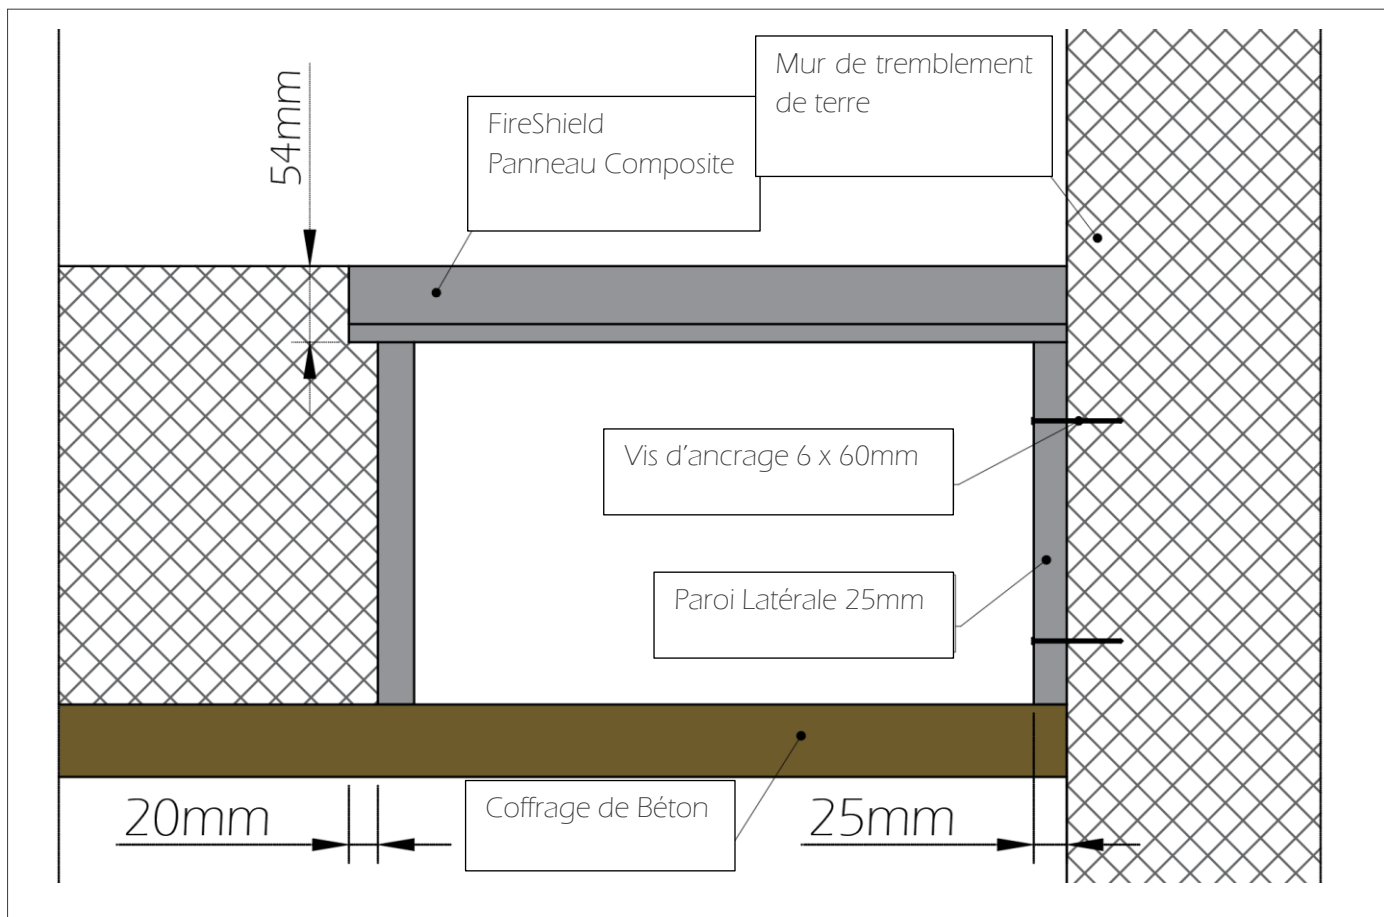 Mur de tremblement
de terre
FireShield
Panneau Composite
54mm
Vis d'ancrage 6 x 60mm
Paroi Latérale 25mm
Coffrage de Béton
20mm
25mm